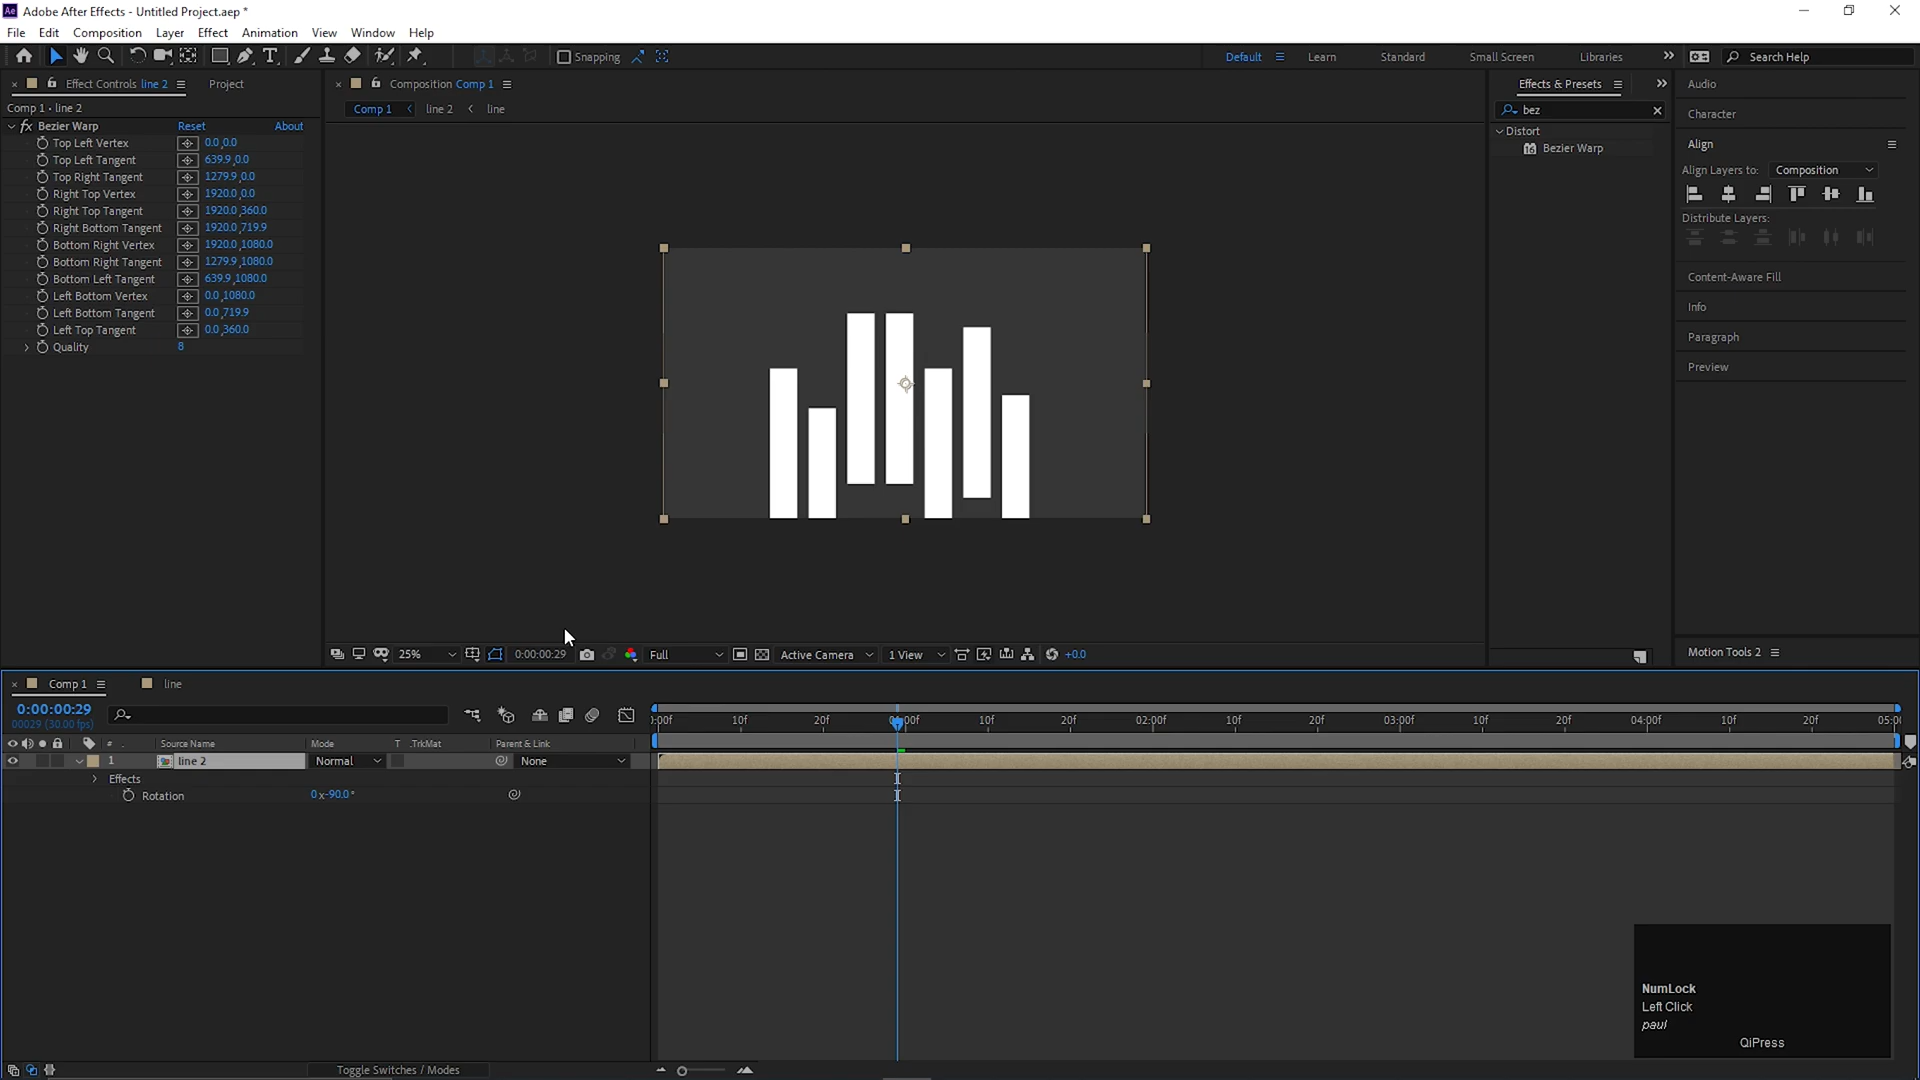 Adobe After Effects - Untitled Project.aep *
File Edit Composition Layer Effect Animation View Window Help
Snapping Default Learn Standard Small Screen Libraries Search Help
Effect Controls line 2 Project
Comp 1 • line 2
Bezier Warp Reset About
Top Left Vertex 0.0,0.0
Top Left Tangent 639.9,0.0
Top Right Tangent 1279.9,0.0
Right Top Vertex 1920.0,0.0
Right Top Tangent 1920.0,360.0
Right Bottom Tangent 1920.0,719.9
Bottom Right Vertex 1920.0,1080.0
Bottom Right Tangent 1279.9,1080.0
Bottom Left Tangent 639.9,1080.0
Left Bottom Vertex 0.0,1080.0
Left Bottom Tangent 0.0,719.9
Left Top Tangent 0.0,360.0
Quality 8
Composition Comp 1
Comp 1 line 2 line
25% 0:00:00:29 Full Active Camera 1 View +0.0
Effects & Presets
bez
Distort
Bezier Warp
Audio
Character
Align
Align Layers to: Composition
Distribute Layers:
Content-Aware Fill
Info
Paragraph
Preview
Motion Tools 2
Comp 1 line
0:00:00:29
00029 (30.00 fps)
:00f 10f 20f 01:00f 10f 20f 02:00f 10f 20f 03:00f 10f 20f 04:00f 10f 20f 05:0
# Source Name Mode T .TrkMat Parent & Link
1 line 2 Normal None
Effects
Rotation 0x-90.0°
Toggle Switches / Modes
NumLock
Left Click
paul
QiPress